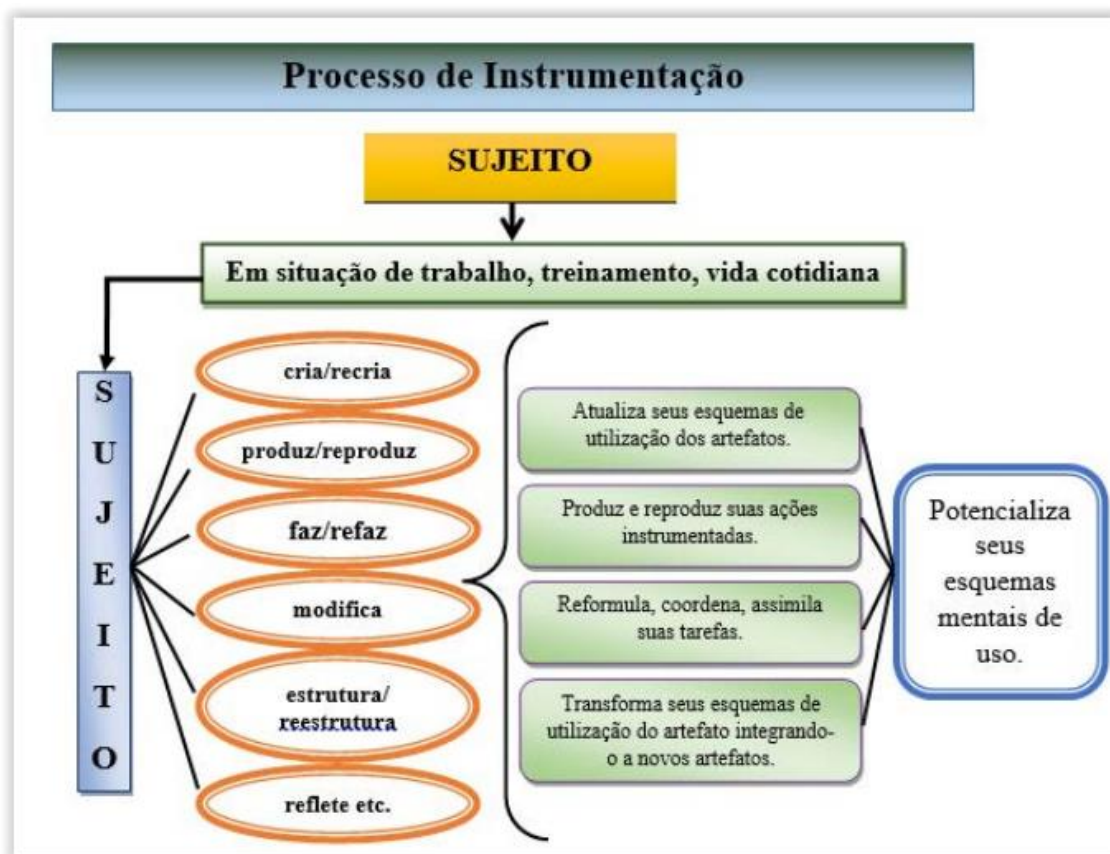 Processo de Instrumentação
SUJEITO
Em situação de trabalho, treinamento, vida cotidiana
S
U
J
E
I
T
O
cria/recria
produz/reproduz
faz/refaz
modifica
estrutura/
reestrutura
reflete etc.
Atualiza seus esquemas de
utilização dos artefatos.
Produz e reproduz suas ações
instrumentadas.
Reformula, coordena, assimila
suas tarefas.
Transforma seus esquemas de
utilização do artefato integrando-
o a novos artefatos.
Potencializa
seus
esquemas
mentais de
uso.